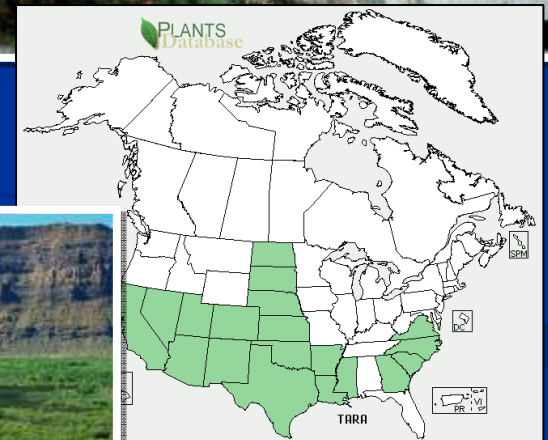 PLANTS
Database
SPM
DC
PR VI
TARA